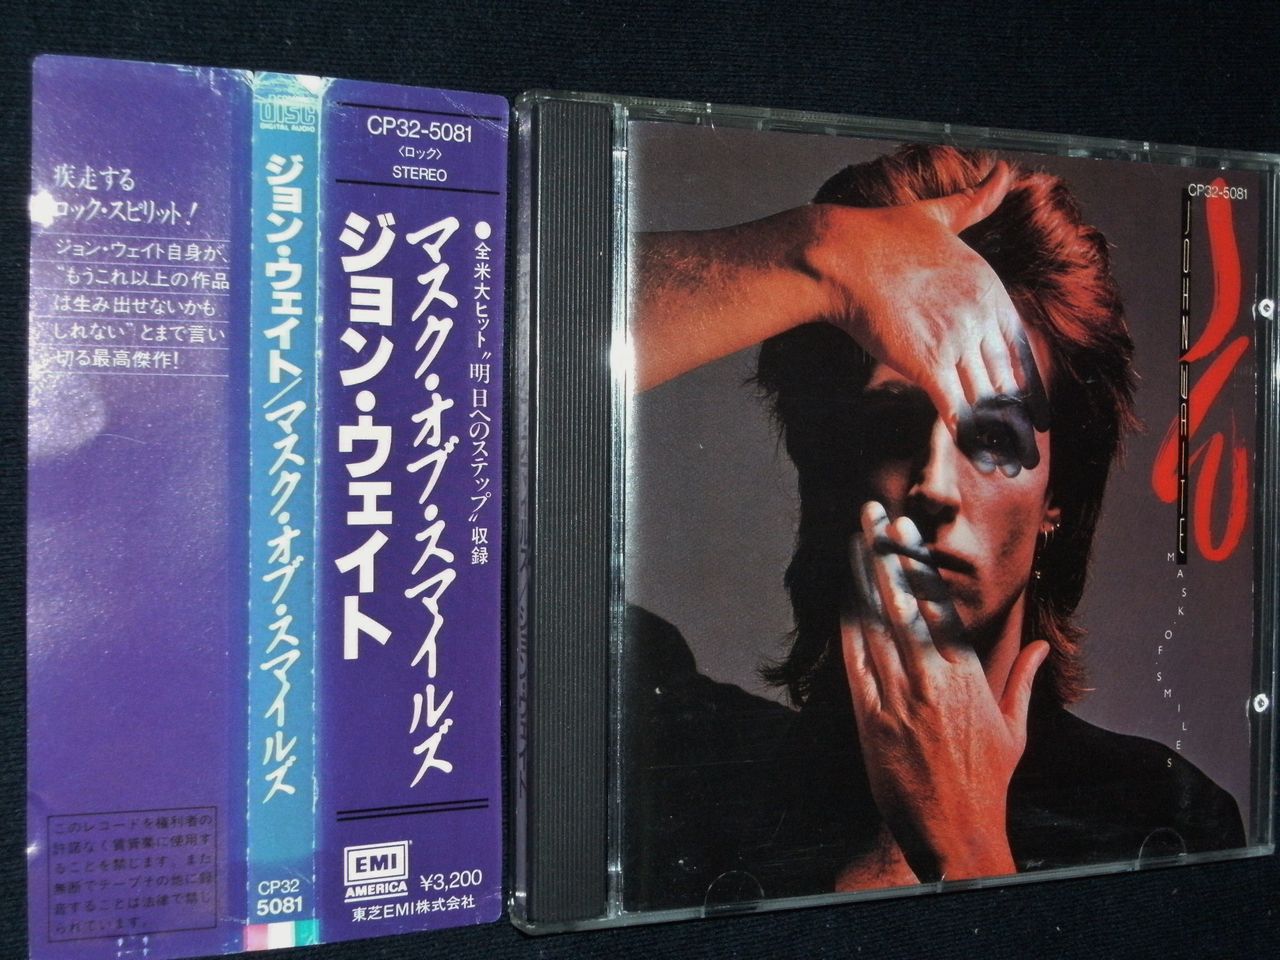 疾走する
ロック・スピリット!
ジョン・ウェイト自身が、
“もうこれ以上の作品
は生み出せないかも
しれない”とまで言い
切る最高傑作!
このレコードを権利者の
許諾なく賃貸業に使用す
ることを禁じます。また
無断でテープその他に録
音することは法律で禁じ
られています。
DISC
DIGITAL AUDIO
ジョン・ウェイト/マスク・オブ・スマイルズ
CP32
5081
CP32-5081
〈ロック〉
STEREO
●全米大ヒット“明日へのステップ”収録
マスク・オブ・スマイルズ
ジョン・ウェイト
EMI
AMERICA
¥3,200
東芝EMI株式会社
CP32-5081
JOHN WAITE
MASK·OF·SMILES